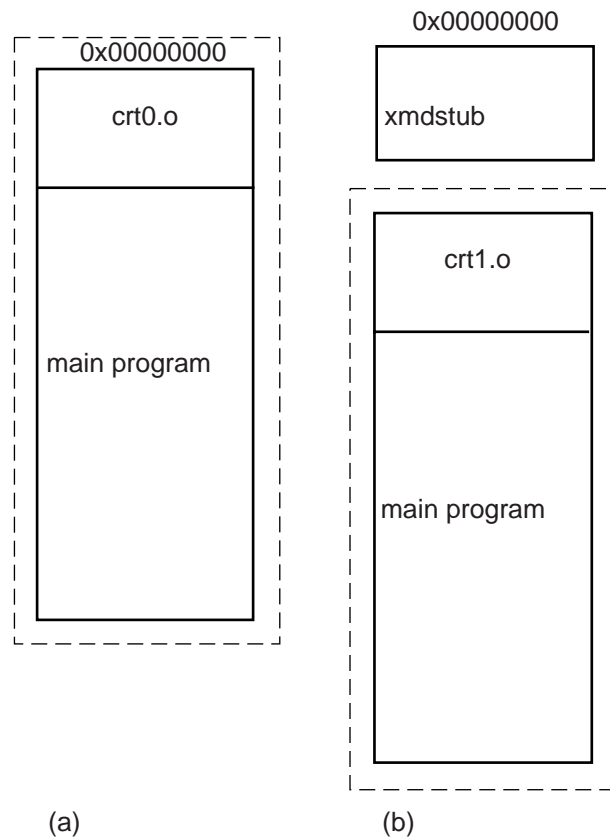 0x00000000
crt0.o
main program
(a)
0x00000000
xmdstub
crt1.o
main program
(b)